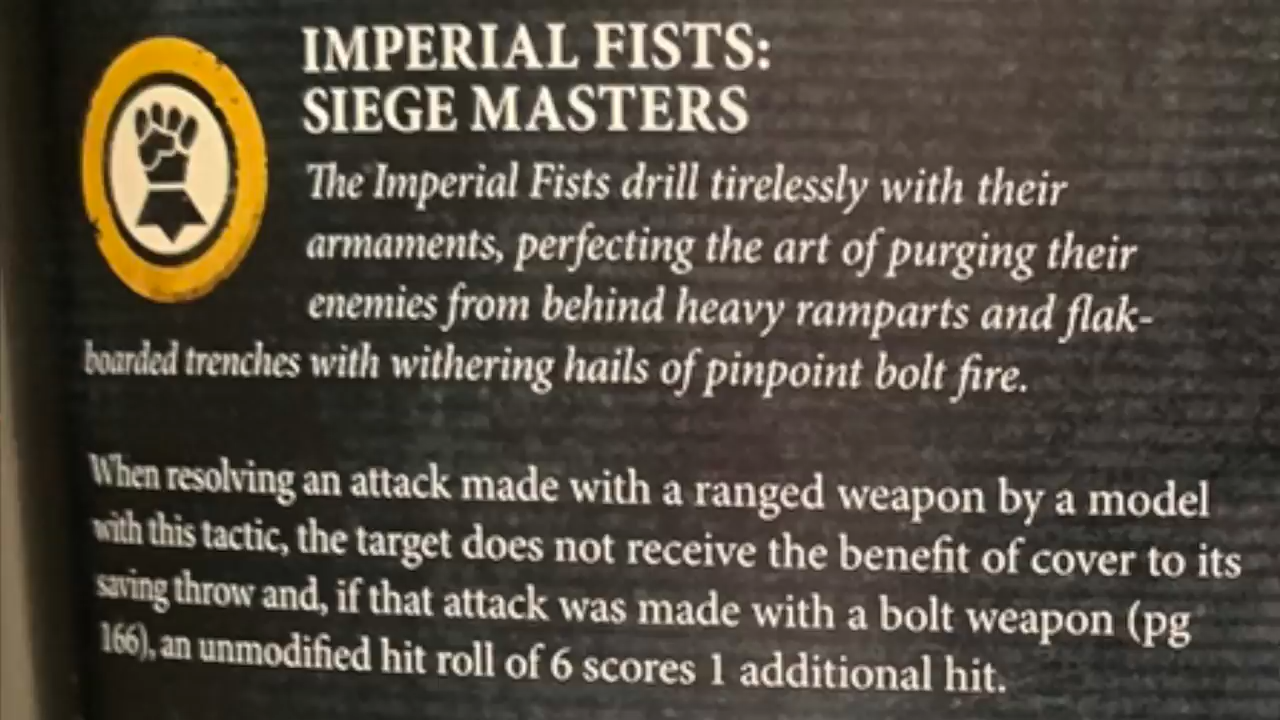 IMPERIAL FISTS:
SIEGE MASTERS
The Imperial Fists drill tirelessly with their
armaments, perfecting the art of purging their
enemies from behind heavy ramparts and flak-
boarded trenches with withering hails of pinpoint bolt fire.
When resolving an attack made with a ranged weapon by a model
with this tactic, the target does not receive the benefit of cover to its
saving throw and, if that attack was made with a bolt weapon (pg
166), an unmodified hit roll of 6 scores 1 additional hit.